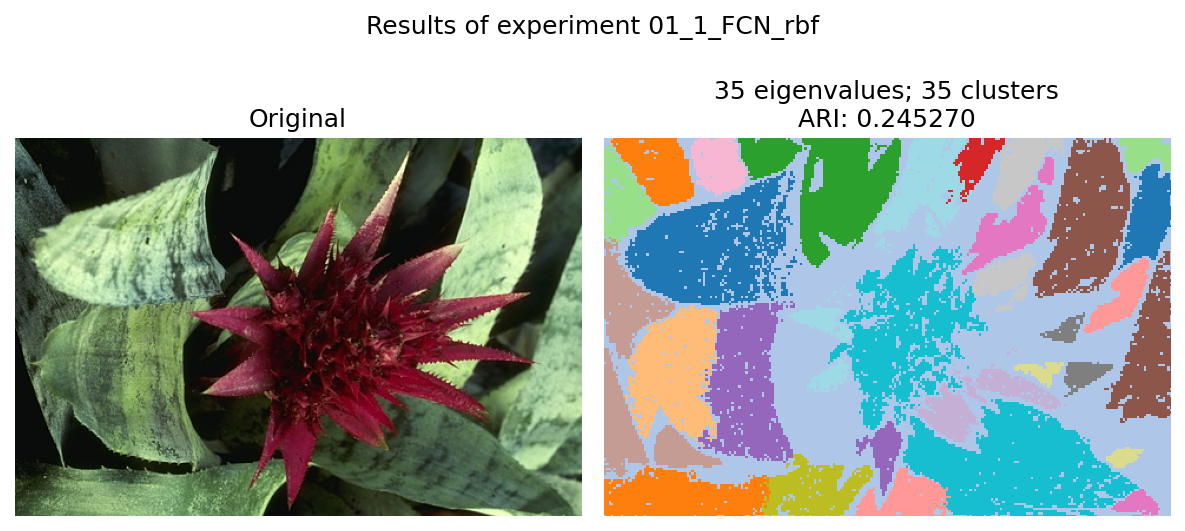 Results of experiment 01_1_FCN_rbf
Original
35 eigenvalues; 35 clusters
ARI: 0.245270